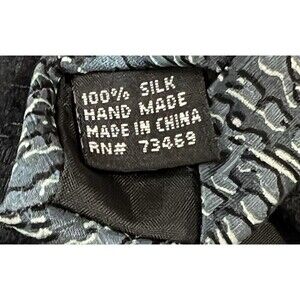 100% SILK
HAND MADE
MADE IN CHINA
RN# 73469